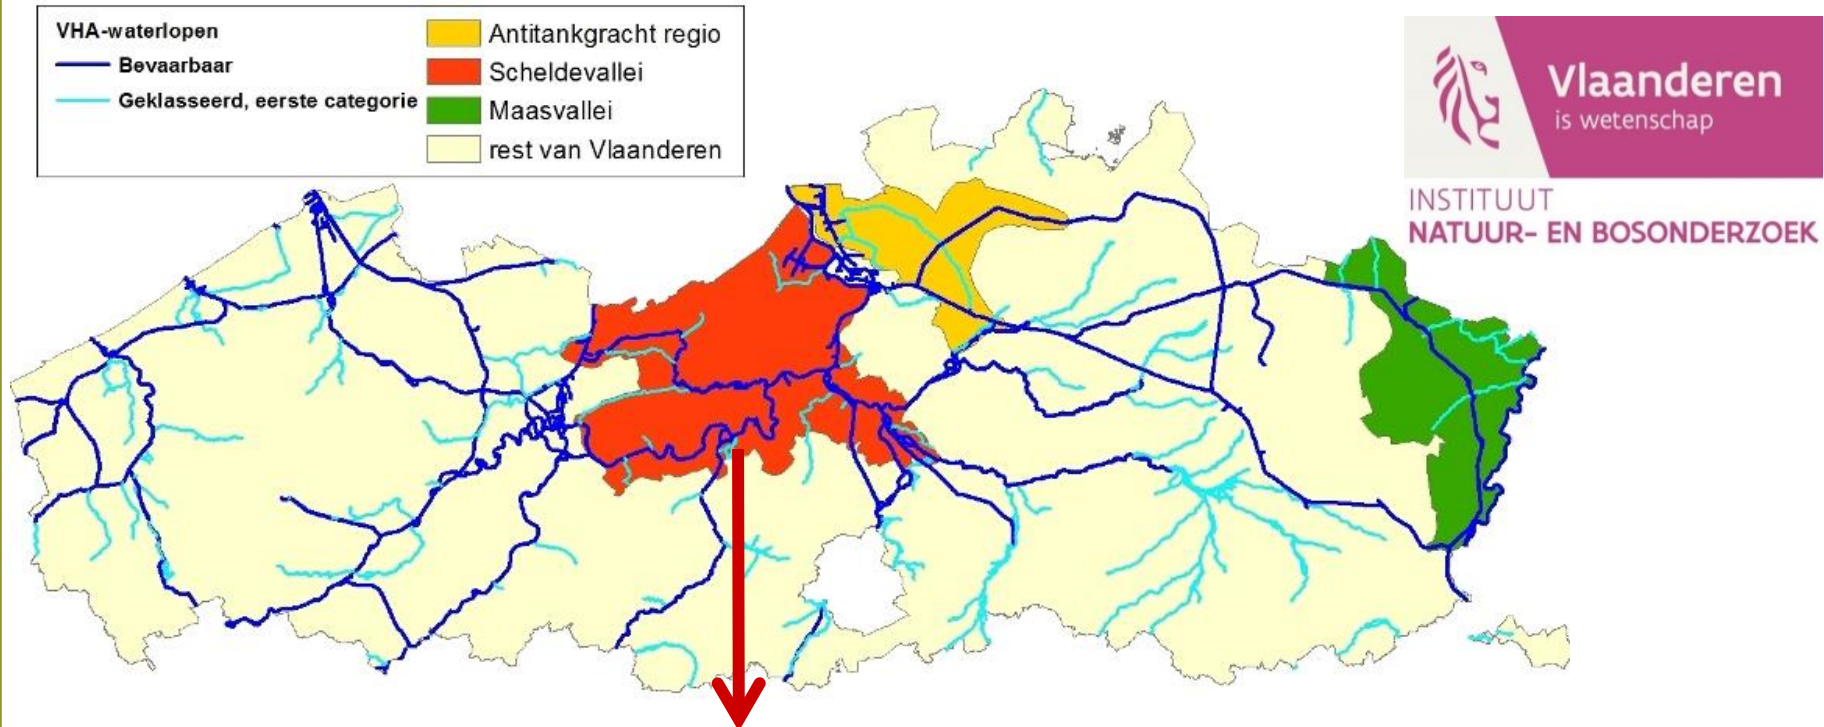 VHA-waterlopen
Bevaarbaar
Geklasseerd, eerste categorie
Antitankgracht regio
Scheldevallei
Maasvallei
rest van Vlaanderen
Vlaanderen
is wetenschap
INSTITUUT
NATUUR- EN BOSONDERZOEK